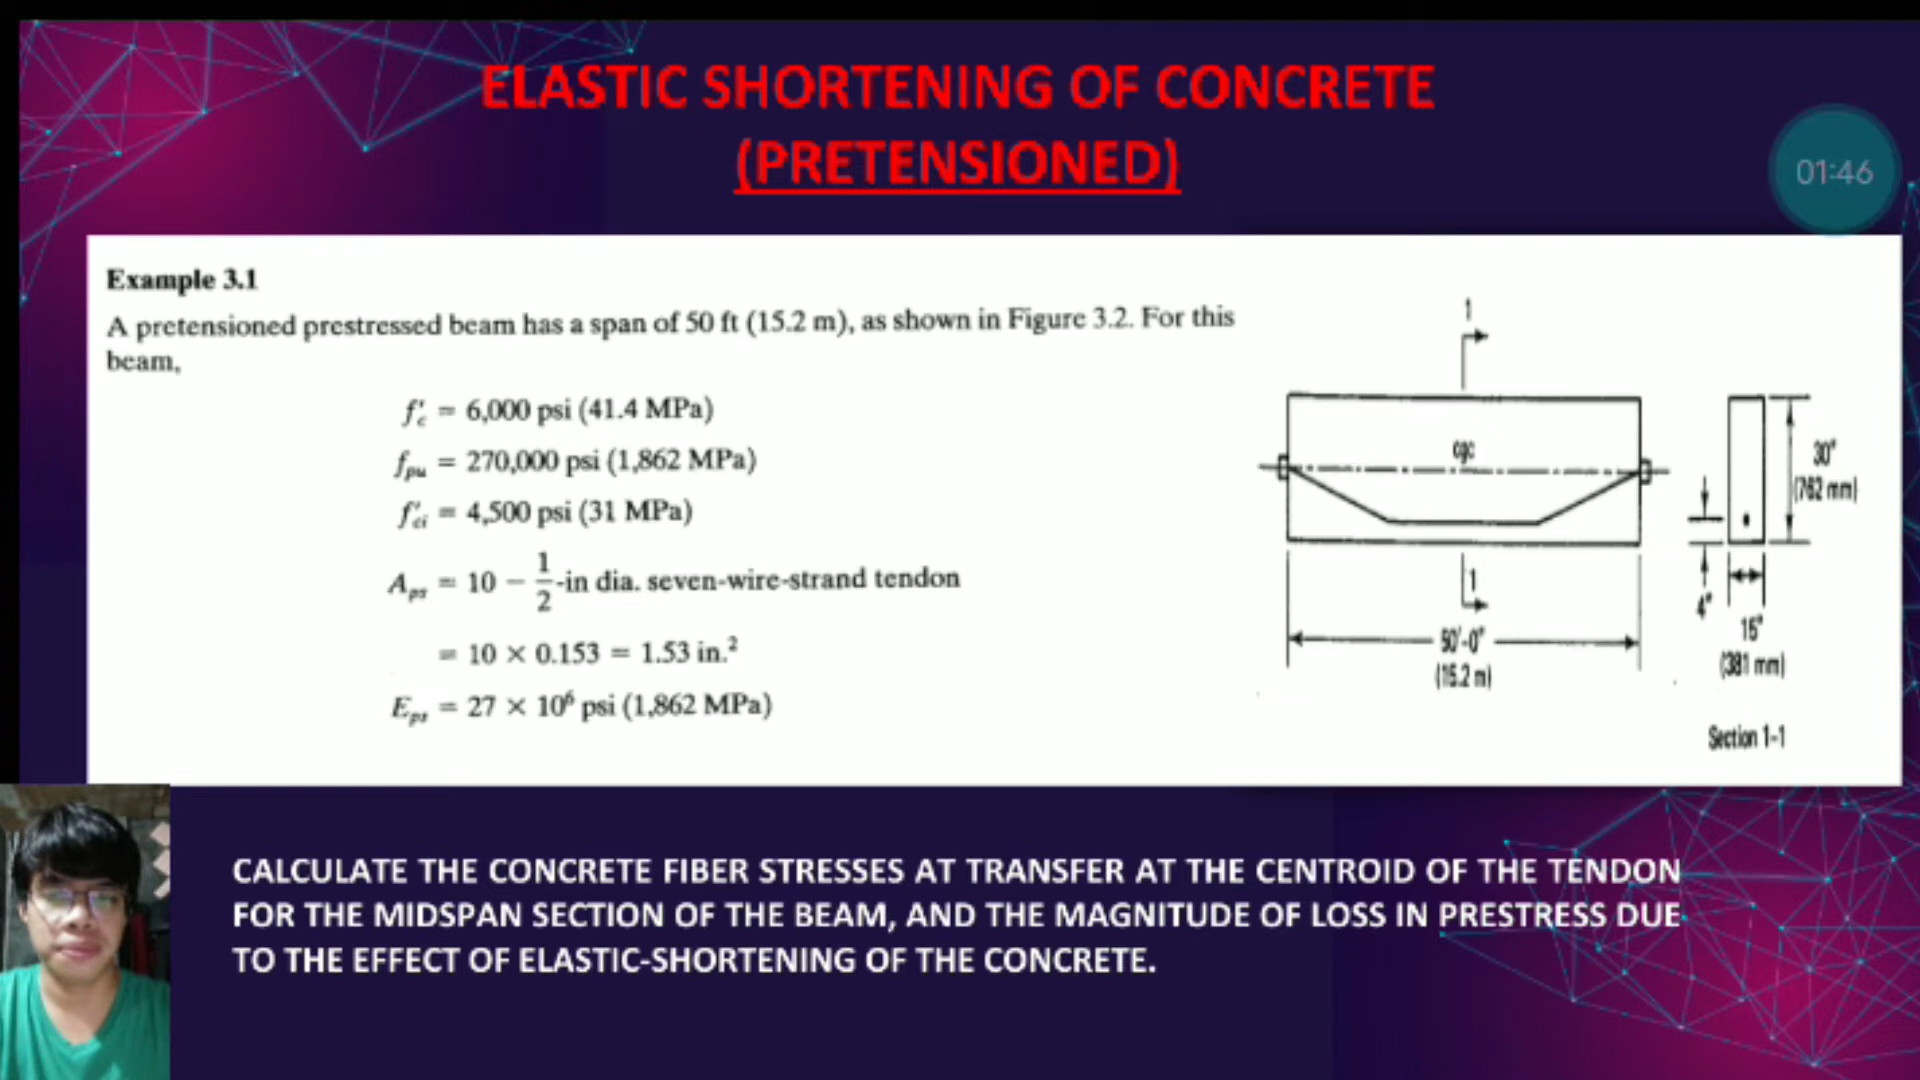 ELASTIC SHORTENING OF CONCRETE
(PRETENSIONED)
01:46
Example 3.1
A pretensioned prestressed beam has a span of 50 ft (15.2 m), as shown in Figure 3.2. For this
beam,
f'c = 6,000 psi (41.4 MPa)
fpu = 270,000 psi (1,862 MPa)
f'ci = 4,500 psi (31 MPa)
Aps = 10 − 1/2-in dia. seven-wire-strand tendon
= 10 × 0.153 = 1.53 in.²
Eps = 27 × 10⁶ psi (1,862 MPa)
1
cgc
1
50'-0"
(15.2 m)
30"
(762 mm)
4"
15"
(381 mm)
Section 1-1
CALCULATE THE CONCRETE FIBER STRESSES AT TRANSFER AT THE CENTROID OF THE TENDON
FOR THE MIDSPAN SECTION OF THE BEAM, AND THE MAGNITUDE OF LOSS IN PRESTRESS DUE
TO THE EFFECT OF ELASTIC-SHORTENING OF THE CONCRETE.